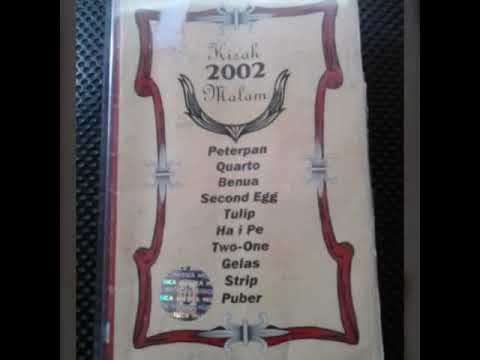 Kisah
2002
Malam
Peterpan
Quarto
Benua
Second Egg
Tulip
Ha i Pe
Two-One
Gelas
Strip
Puber